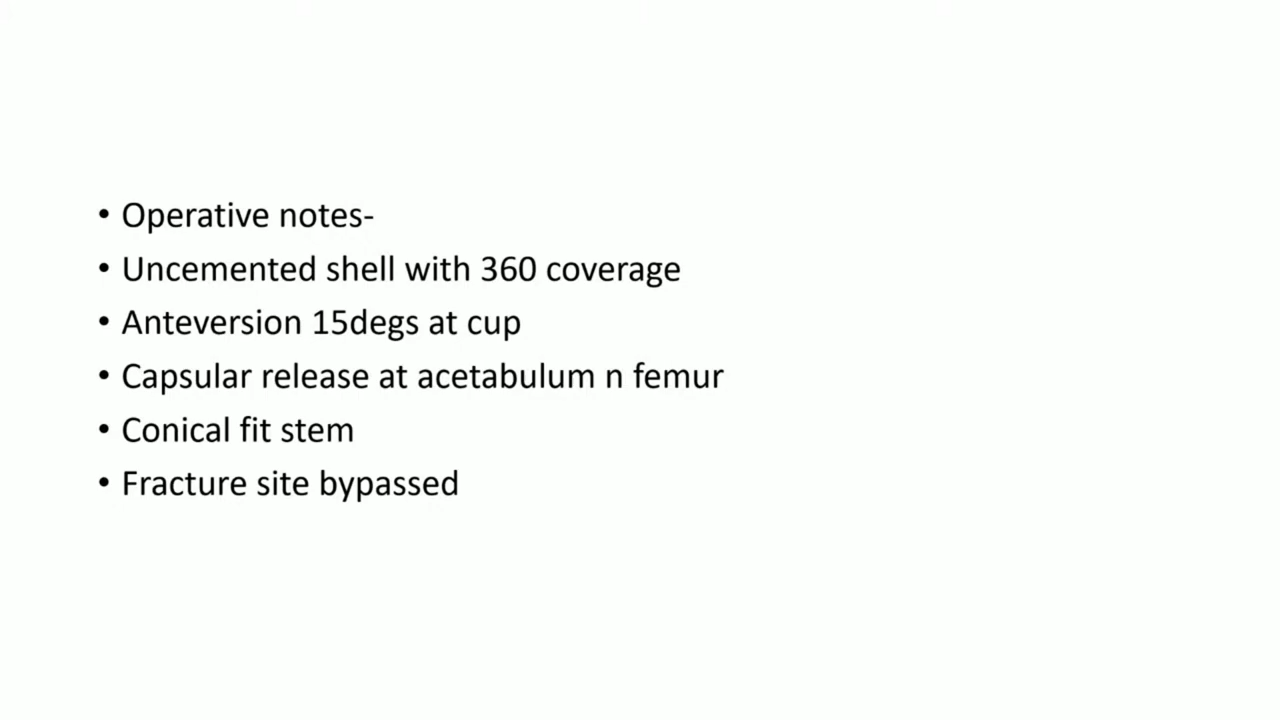 • Operative notes-
• Uncemented shell with 360 coverage
• Anteversion 15degs at cup
• Capsular release at acetabulum n femur
• Conical fit stem
• Fracture site bypassed